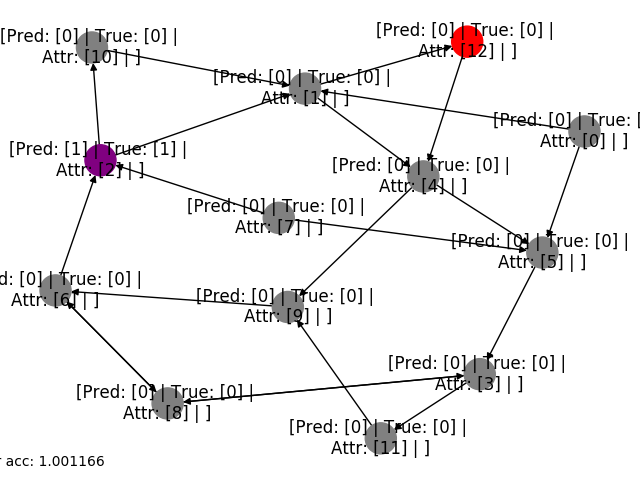 [Pred: [0] | True: [0] |
Attr: [10] | ]
[Pred: [0] | True: [0] |
Attr: [12] | ]
[Pred: [0] | True: [0] |
Attr: [1] | ]
[Pred: [0] | True: [
Attr: [0] | ]
[Pred: [1] | True: [1] |
Attr: [2] | ]
[Pred: [0] | True: [0] |
Attr: [4] | ]
[Pred: [0] | True: [0] |
Attr: [7] | ]
[Pred: [0] | True: [0] |
Attr: [5] | ]
d: [0] | True: [0] |
Attr: [6] | ]
[Pred: [0] | True: [0] |
Attr: [9] | ]
[Pred: [0] | True: [0] |
Attr: [3] | ]
[Pred: [0] | True: [0] |
Attr: [8] | ]
[Pred: [0] | True: [0] |
Attr: [11] | ]
r acc: 1.001166